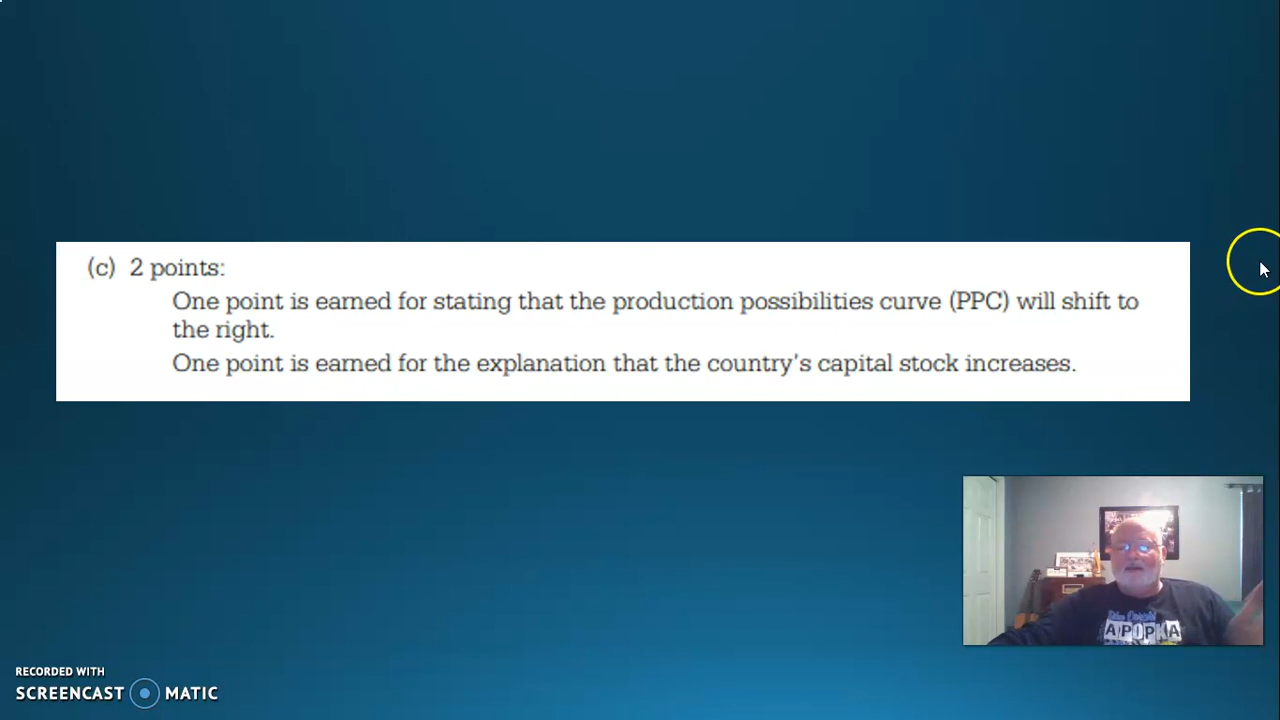 (c) 2 points:
One point is earned for stating that the production possibilities curve (PPC) will shift to
the right.
One point is earned for the explanation that the country's capital stock increases.
APOPKA
RECORDED WITH
SCREENCAST MATIC